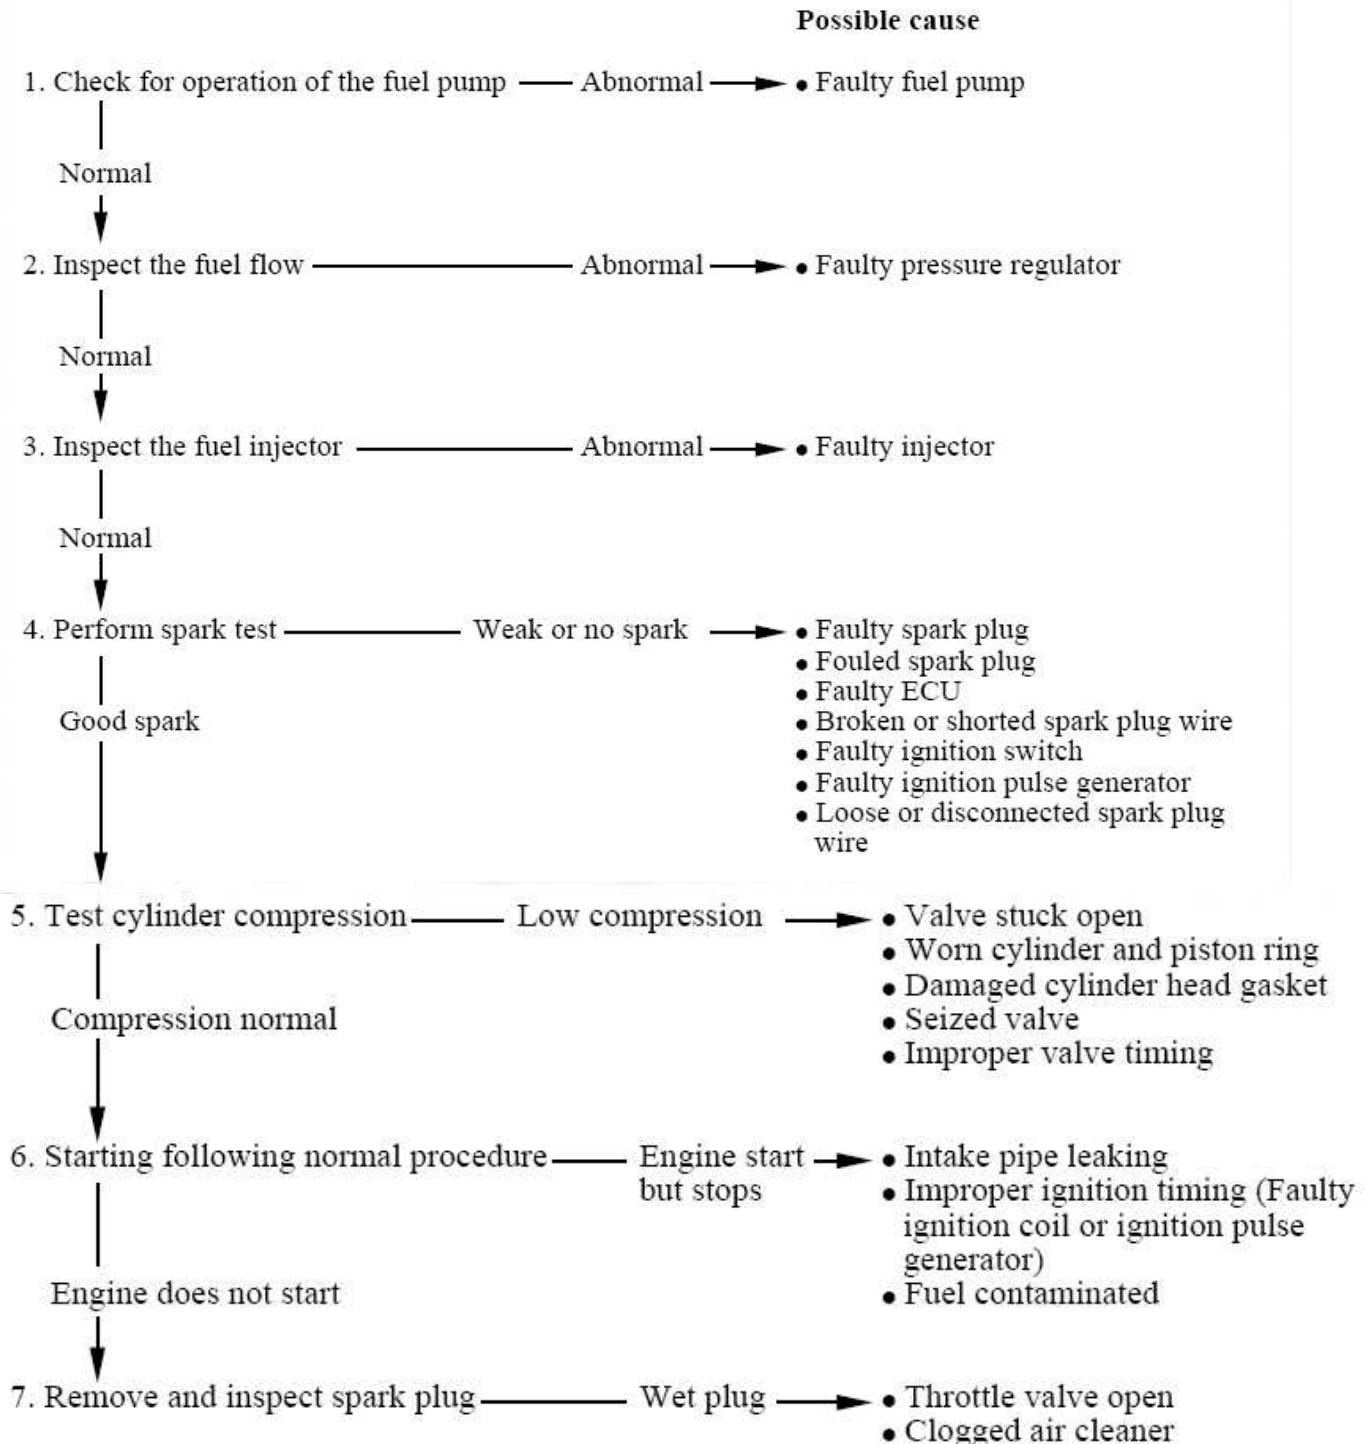 Possible cause
1. Check for operation of the fuel pump Abnormal • Faulty fuel pump
Normal
2. Inspect the fuel flow Abnormal • Faulty pressure regulator
Normal
3. Inspect the fuel injector Abnormal • Faulty injector
Normal
4. Perform spark test Weak or no spark • Faulty spark plug
• Fouled spark plug
• Faulty ECU
Good spark • Broken or shorted spark plug wire
• Faulty ignition switch
• Faulty ignition pulse generator
• Loose or disconnected spark plug
wire
5. Test cylinder compression Low compression • Valve stuck open
• Worn cylinder and piston ring
• Damaged cylinder head gasket
Compression normal • Seized valve
• Improper valve timing
6. Starting following normal procedure Engine start • Intake pipe leaking
but stops • Improper ignition timing (Faulty
ignition coil or ignition pulse
generator)
Engine does not start • Fuel contaminated
7. Remove and inspect spark plug Wet plug • Throttle valve open
• Clogged air cleaner